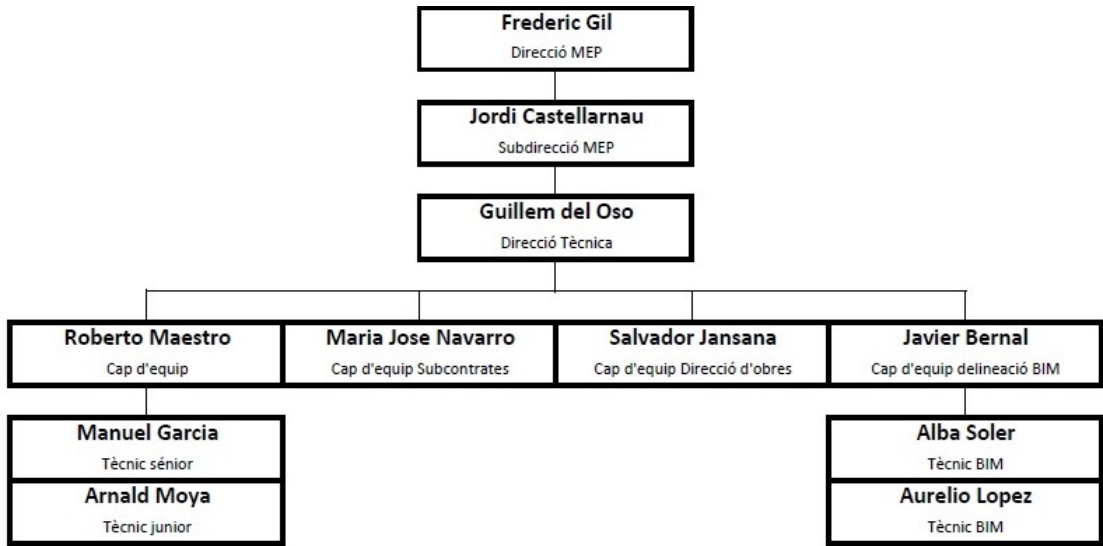 Frederic Gil
Direcció MEP
Jordi Castellarnau
Subdirecció MEP
Guillem del Oso
Direcció Tècnica
Roberto Maestro
Cap d'equip
Maria Jose Navarro
Cap d'equip Subcontrates
Salvador Jansana
Cap d'equip Direcció d'obres
Javier Bernal
Cap d'equip delineació BIM
Manuel Garcia
Tècnic sénior
Arnald Moya
Tècnic junior
Alba Soler
Tècnic BIM
Aurelio Lopez
Tècnic BIM